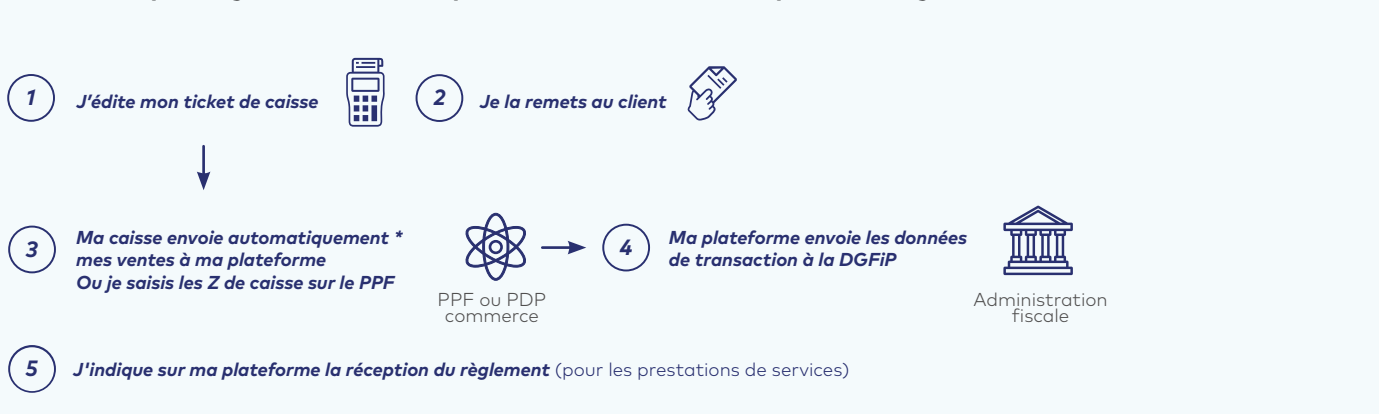 1
J'édite mon ticket de caisse
2
Je la remets au client
3
Ma caisse envoie automatiquement *
mes ventes à ma plateforme
Ou je saisis les Z de caisse sur le PPF
PPF ou PDP
commerce
4
Ma plateforme envoie les données
de transaction à la DGFiP
Administration
fiscale
5
J'indique sur ma plateforme la réception du règlement (pour les prestations de services)